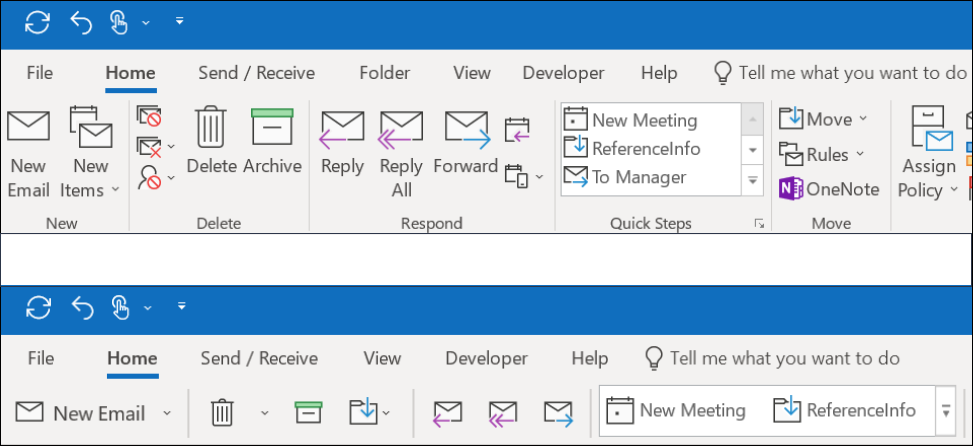 File Home Send / Receive Folder View Developer Help Tell me what you want to do
New Email
New Items
Delete
Archive
Reply
Reply All
Forward
New Meeting
ReferenceInfo
To Manager
Move
Rules
OneNote
Assign Policy
New Delete Respond Quick Steps Move
File Home Send / Receive View Developer Help Tell me what you want to do
New Email New Meeting ReferenceInfo